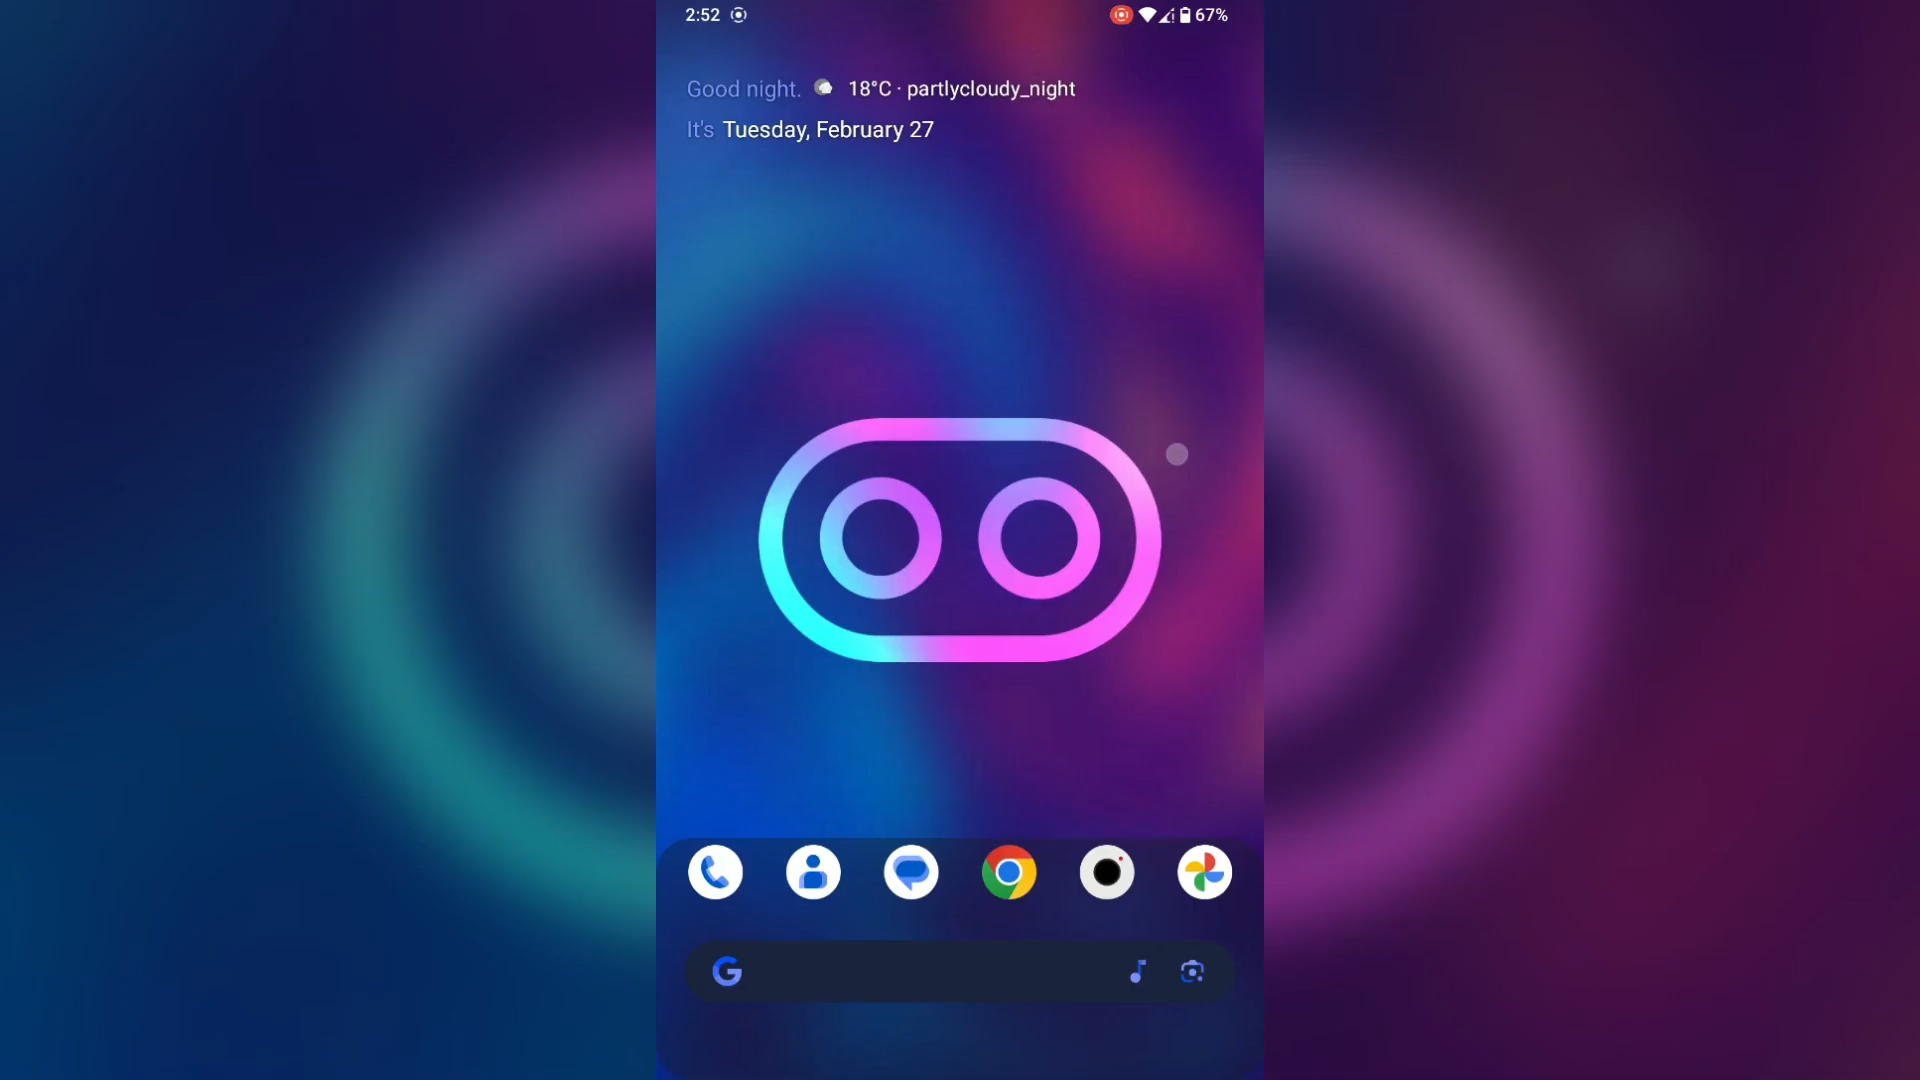 2:52
67%
Good night. 18°C · partlycloudy_night
It's Tuesday, February 27